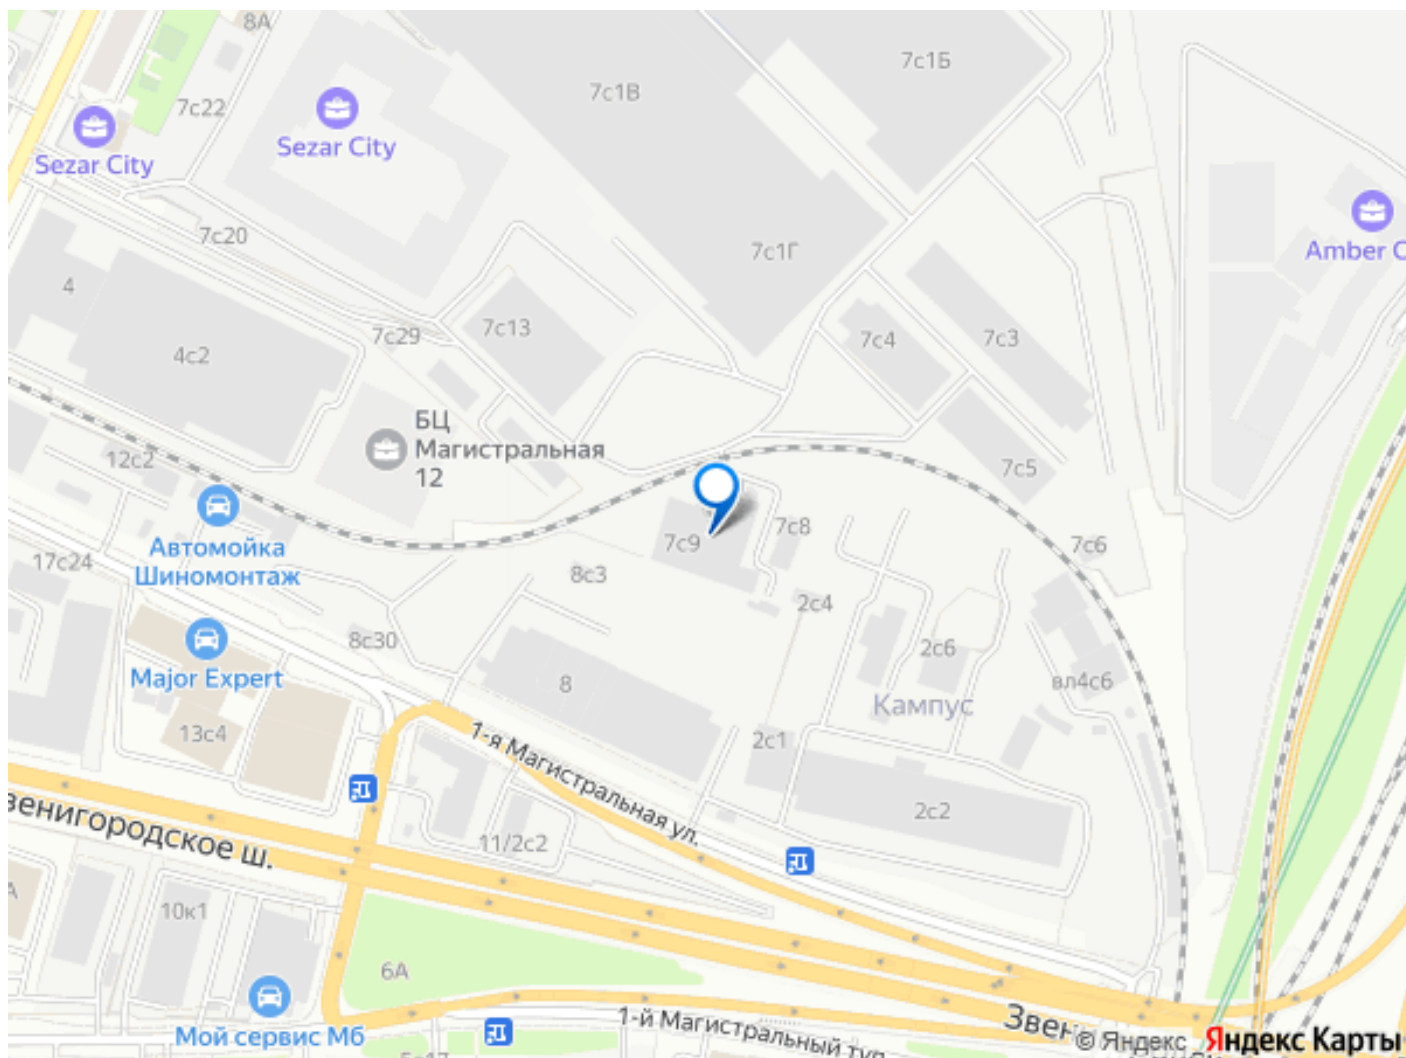 8А
7с1Б
7с1В
7с22
Sezar City
Sezar City
7с20
7с1Г
Amber C
4
7с29
7с13
7с4
7с3
4с2
БЦ
Магистральная
12
12с2
7с5
Автомойка
Шиномонтаж
7с9
7с8
7с6
17с24
8с3
2с4
8с30
2с6
Major Expert
8
вл4с6
Кампус
13с4
2с1
1-я Магистральная ул.
венигородское ш.
11/2с2
2с2
10к1
А
6А
Мой сервис Мб
1-й Магистральный туп
Звен
© Яндекс
Яндекс Карты